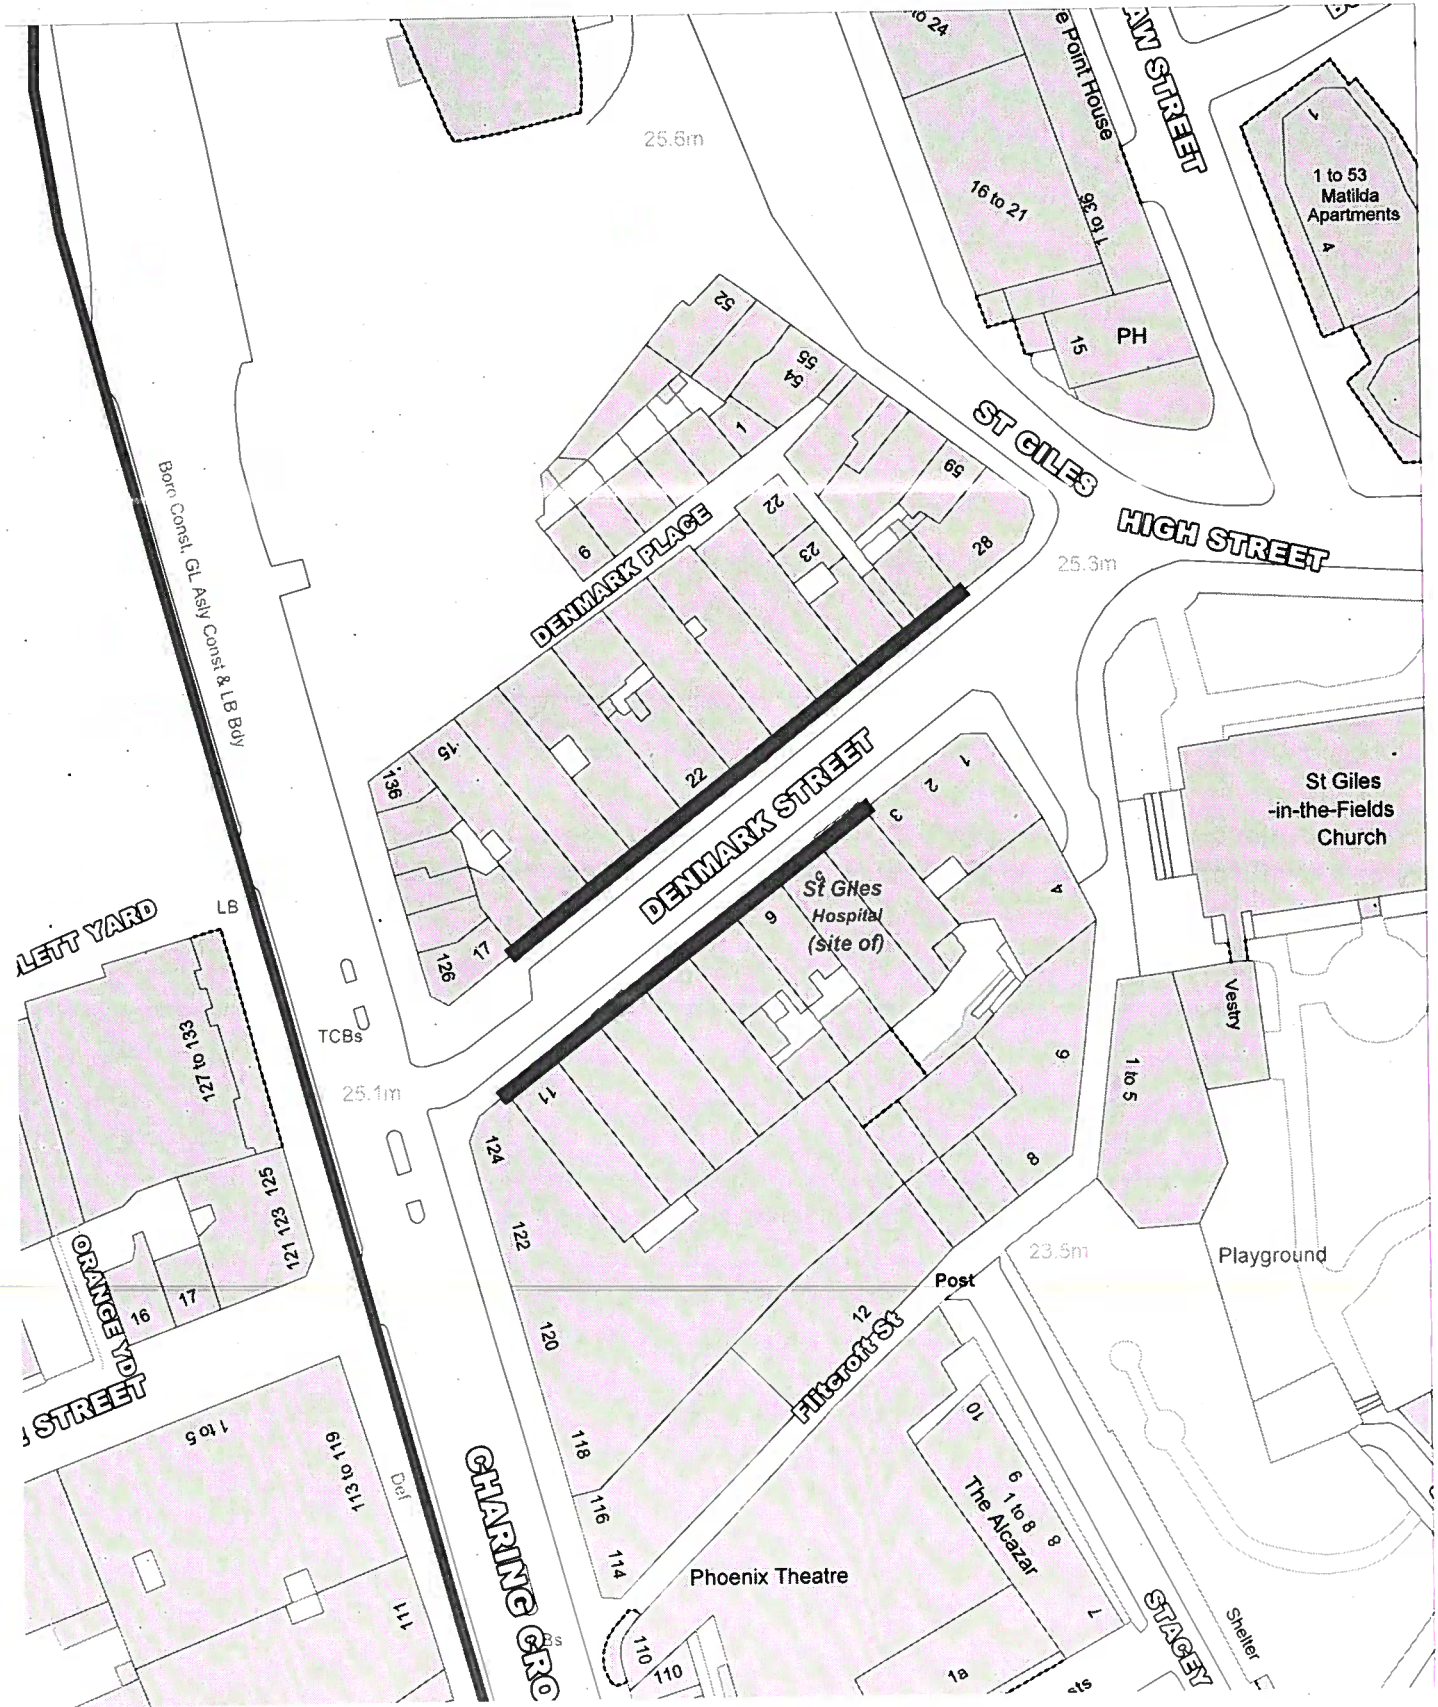 to 24
e Point House
AW STREET
25.6m
1 to 53
Matilda
Apartments
4
16 to 21
1 to 36
PH
15
52
55
54
1
ST GILES
HIGH STREET
59
28
25.3m
22
23
6
DENMARK PLACE
Boro Const, GL Asly Const & LB Bdy
15
136
22
DENMARK STREET
1
2
3
4
St Giles
-in-the-Fields
Church
St Giles
Hospital
(site of)
9
LETT YARD
LB
17
126
TCBs
25.1m
127 to 133
Vestry
1 to 5
9
8
11
124
125
121 123
122
ORANGE YD
16
17
23.5m
Playground
Post
12
Flitcroft St
120
STREET
1 to 5
113 to 119
Def
118
116
114
10
9
1 to 8
8
The Alcazar
7
CHARING CRO
Phoenix Theatre
111
Bs
110
110
1a
sts
STACEY
Shelter